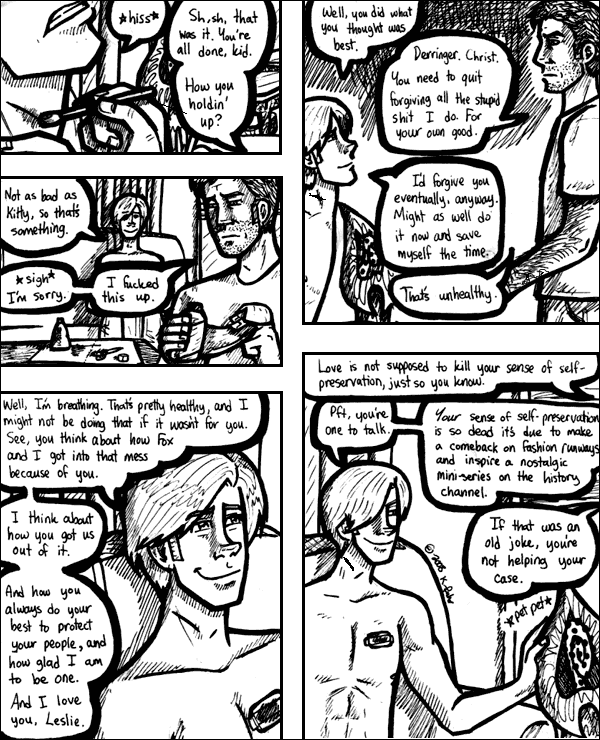 *hiss*
Sh, sh, that
was it. You're
all done, kid.
How you
holdin'
up?
Not as bad as
Kitty, so that's
something.
*sigh*
I'm sorry.
I fucked
this up.
Well, I'm breathing. That's pretty healthy, and I
might not be doing that if it wasn't for you.
See, you think about how Fox
and I got into that mess
because of you.
I think about
how you got us
out of it.
And how you
always do your
best to protect
your people, and
how glad I am
to be one.
And I love
you, Leslie.
Well, you did what
you thought was
best.
Derringer. Christ.
You need to quit
forgiving all the stupid
shit I do. For
your own good.
I'd forgive you
eventually, anyway.
Might as well do
it now and save
myself the time.
That's unhealthy.
Love is not supposed to kill your sense of self-
preservation, just so you know.
Pft, you're
one to talk.
Your sense of self-preservation
is so dead it's due to make
a comeback on fashion runways
and inspire a nostalgic
mini-series on the history
channel.
If that was an
old joke, you're
not helping your
case.
*pat pat*
© 2008 K.